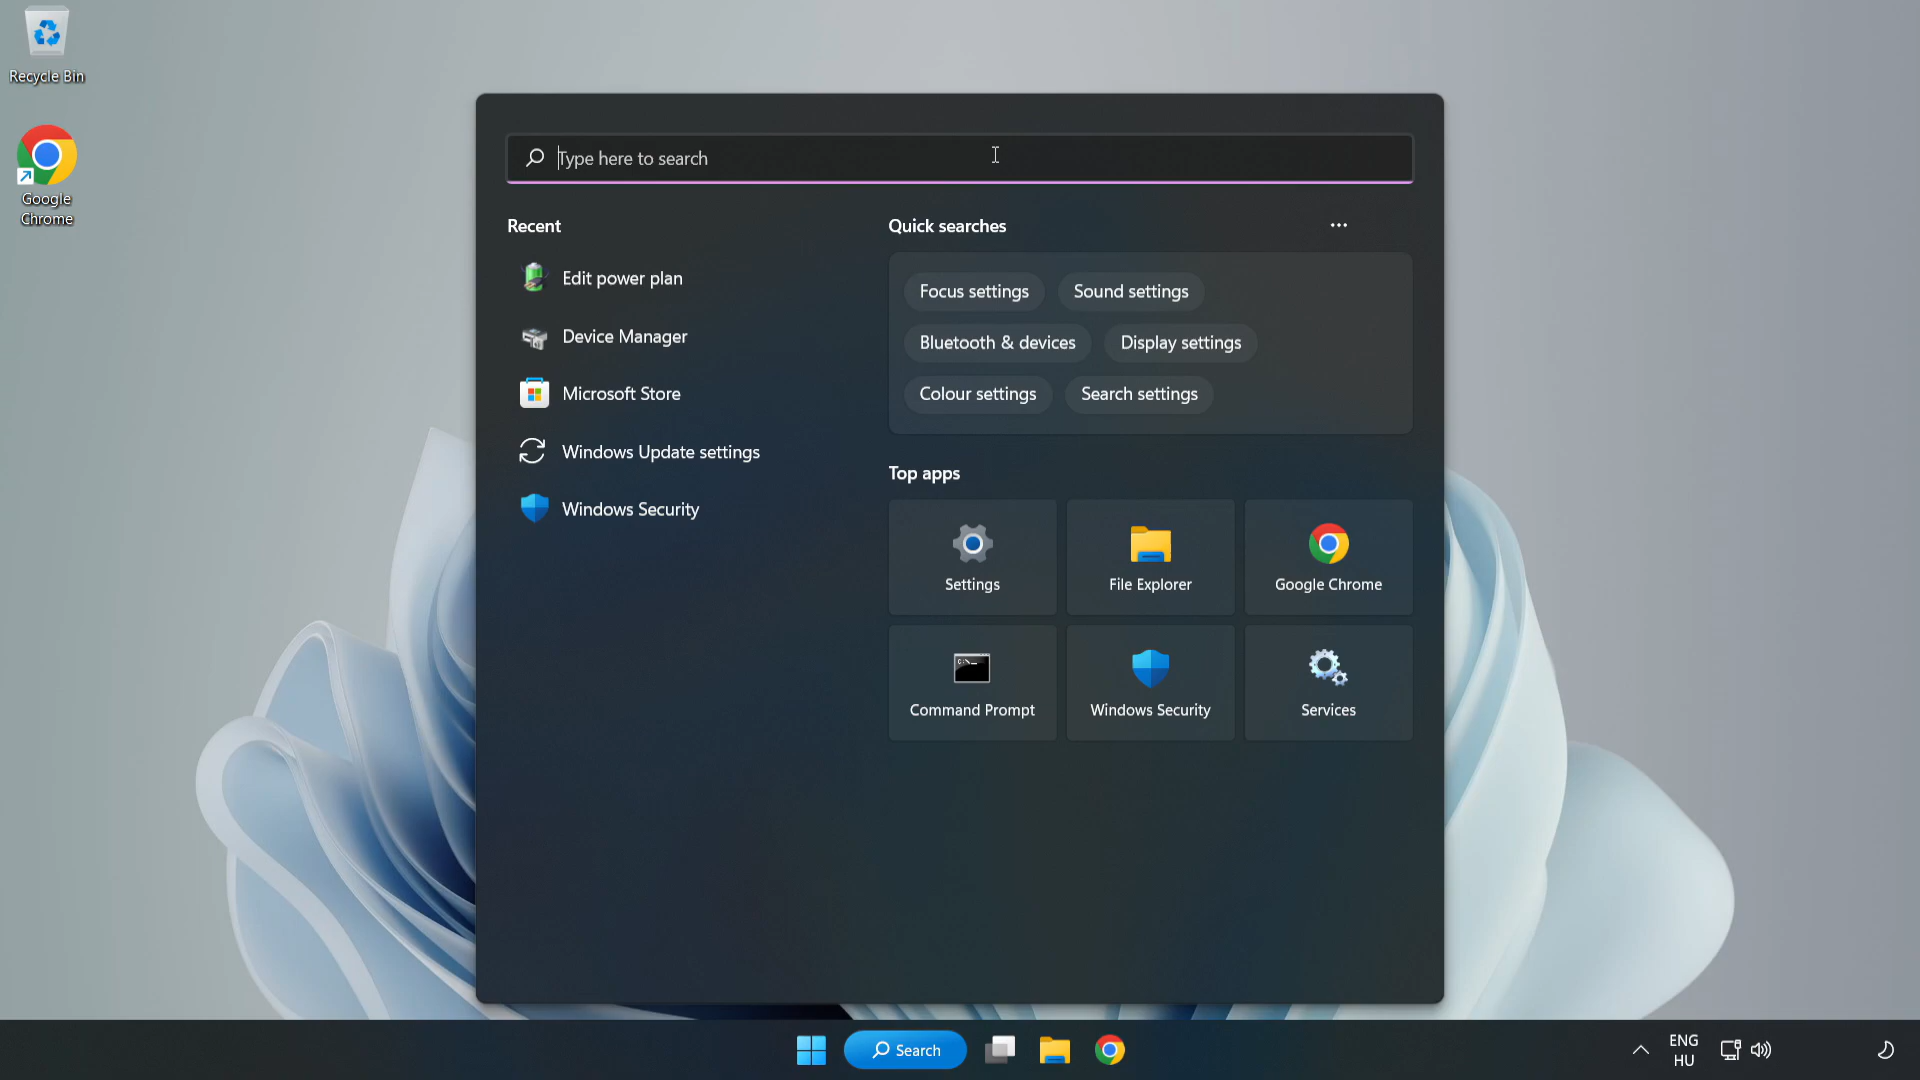 Recycle Bin
Google
Chrome
Type here to search
Recent
Edit power plan
Device Manager
Microsoft Store
Windows Update settings
Windows Security
Quick searches
Focus settings
Sound settings
Bluetooth & devices
Display settings
Colour settings
Search settings
Top apps
Settings
File Explorer
Google Chrome
C:\>_
Command Prompt
Windows Security
Services
Search
ENG
HU